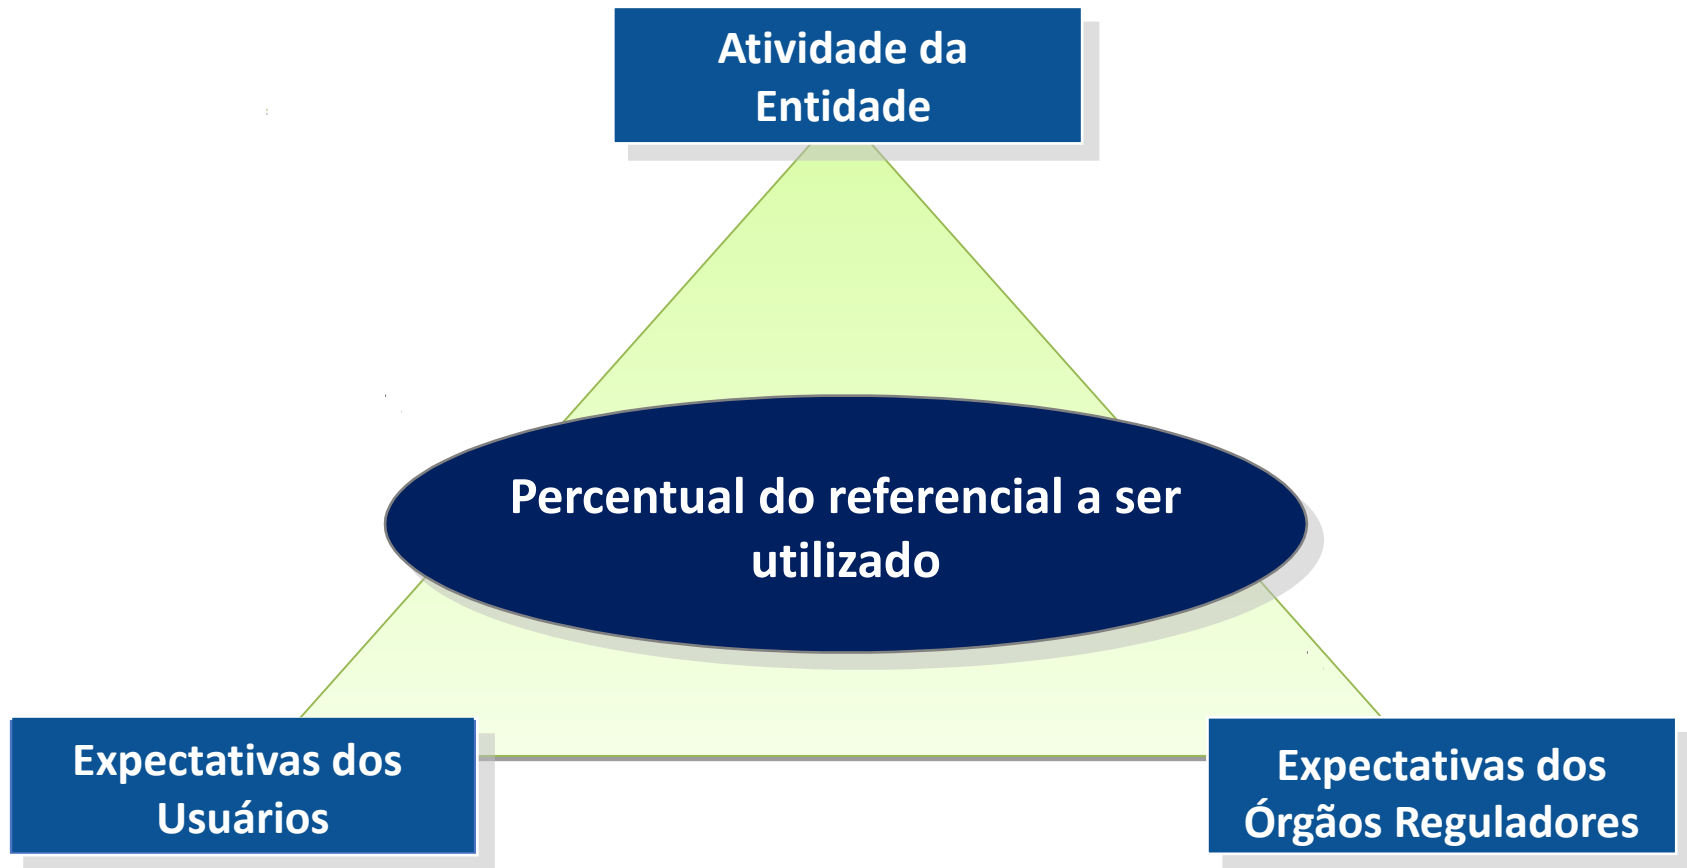 Atividade da
Entidade
Percentual do referencial a ser
utilizado
Expectativas dos
Usuários
Expectativas dos
Órgãos Reguladores